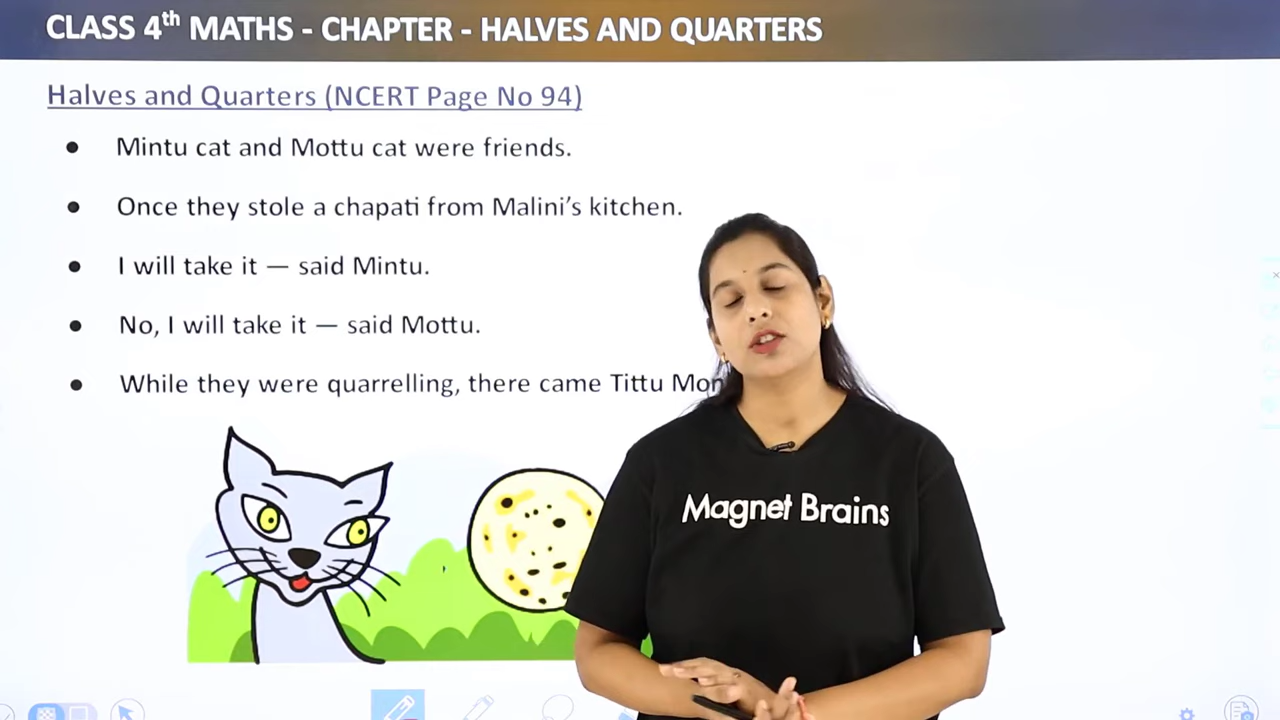 CLASS 4th MATHS - CHAPTER - HALVES AND QUARTERS
Halves and Quarters (NCERT Page No 94)
● Mintu cat and Mottu cat were friends.
● Once they stole a chapati from Malini’s kitchen.
● I will take it — said Mintu.
● No, I will take it — said Mottu.
● While they were quarrelling, there came Tittu Mon
Magnet Brains